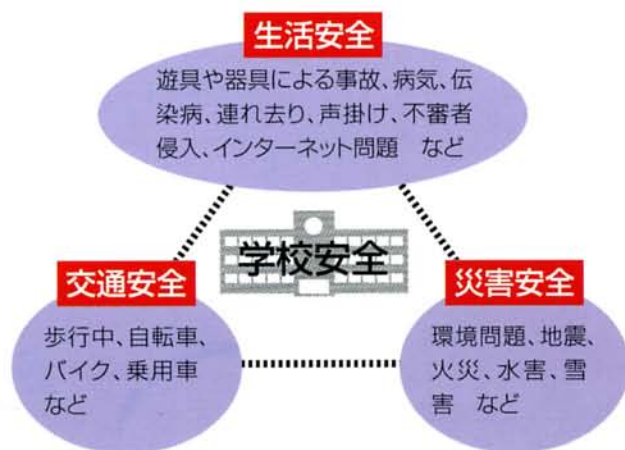 生活安全
遊具や器具による事故、病気、伝
染病、連れ去り、声掛け、不審者
侵入、インターネット問題　など
学校安全
交通安全
歩行中、自転車、
バイク、乗用車
など
災害安全
環境問題、地震、
火災、水害、雪
害　など